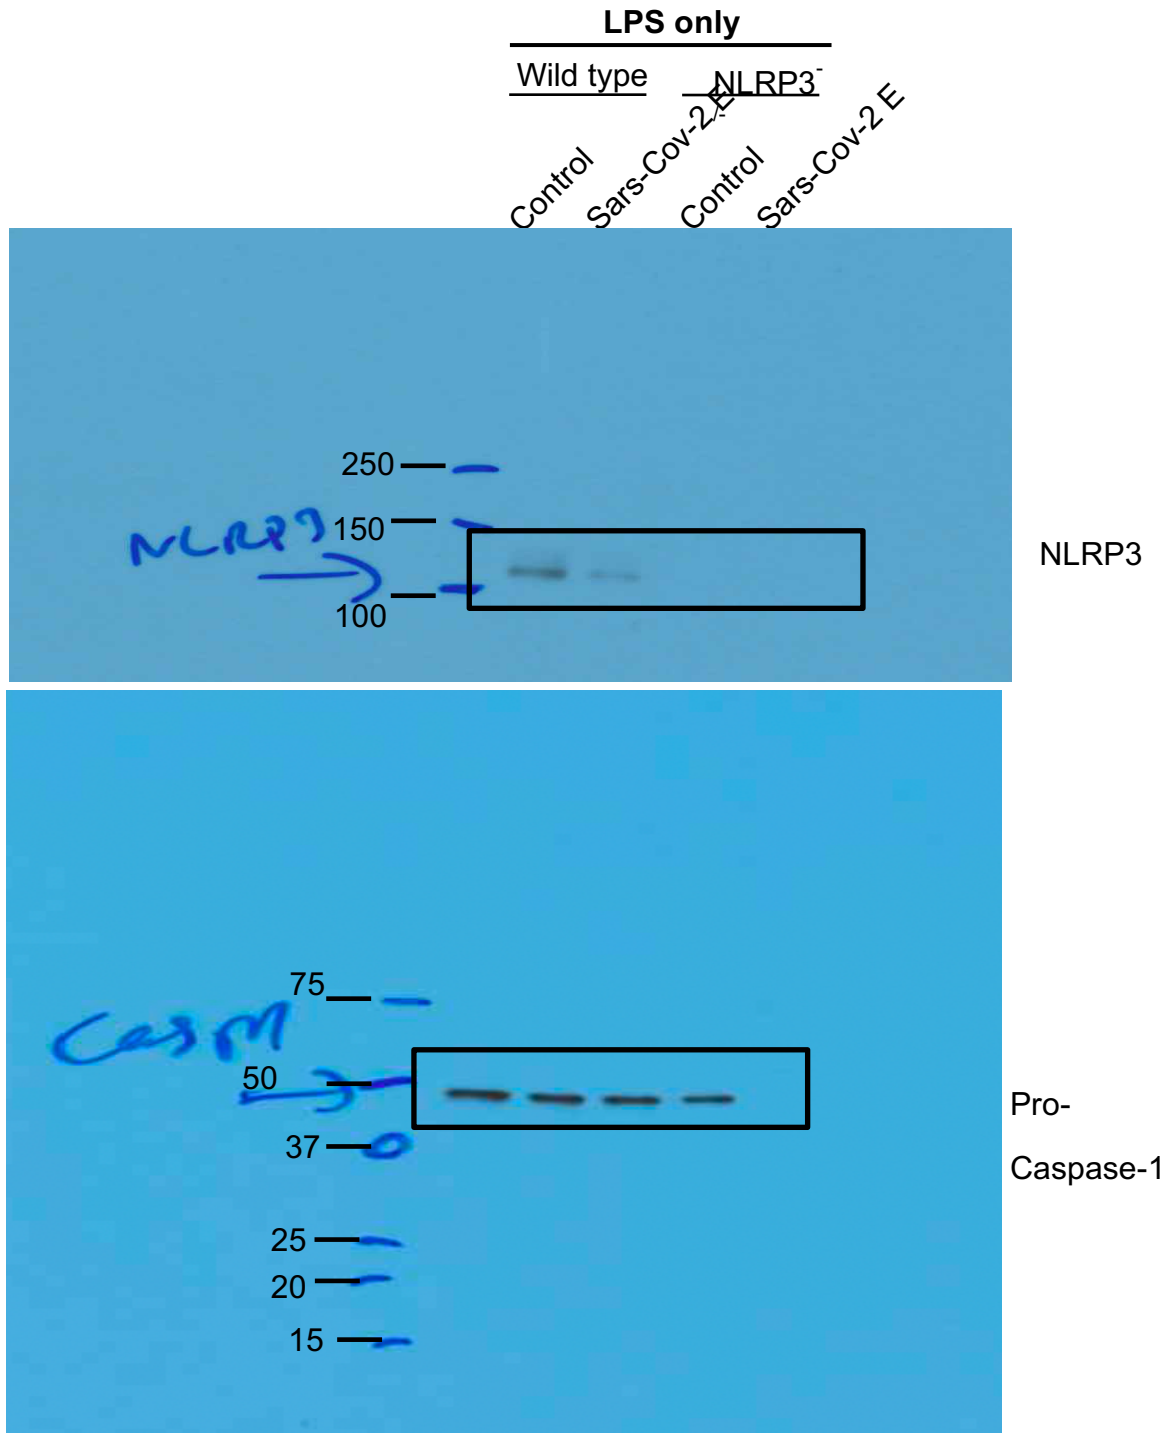 LPS only
Wild type
NLRP3-
/-
Control
Sars-Cov-2 E
Control
Sars-Cov-2 E
250
NLRP3
150
100
NLRP3
75
Casp1
50
37
25
20
15
Pro-
Caspase-1